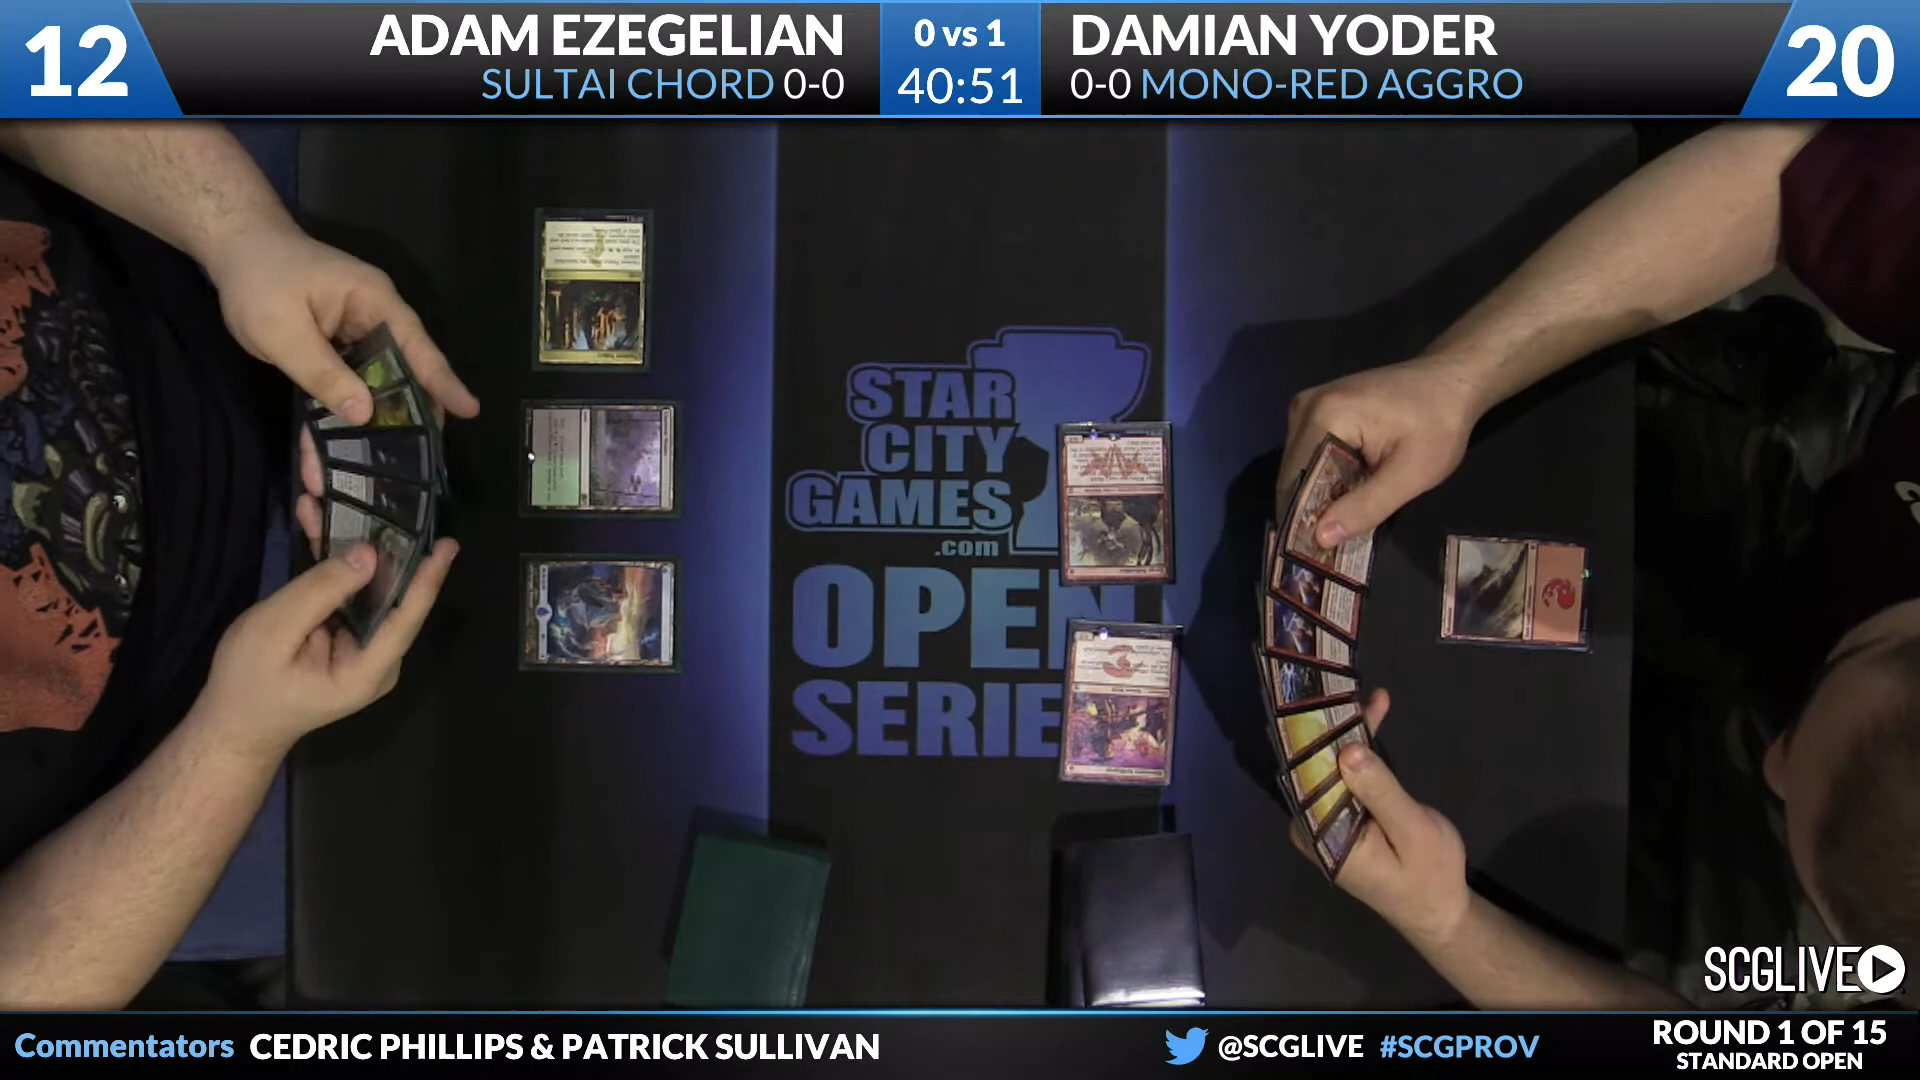 12
ADAM EZEGELIAN
SULTAI CHORD 0-0
0 vs 1
40:51
DAMIAN YODER
0-0 MONO-RED AGGRO
20
STAR
CITY
GAMES
.com
OPEN
SERIE
SCGLIVE
Commentators CEDRIC PHILLIPS & PATRICK SULLIVAN
@SCGLIVE #SCGPROV
ROUND 1 OF 15
STANDARD OPEN